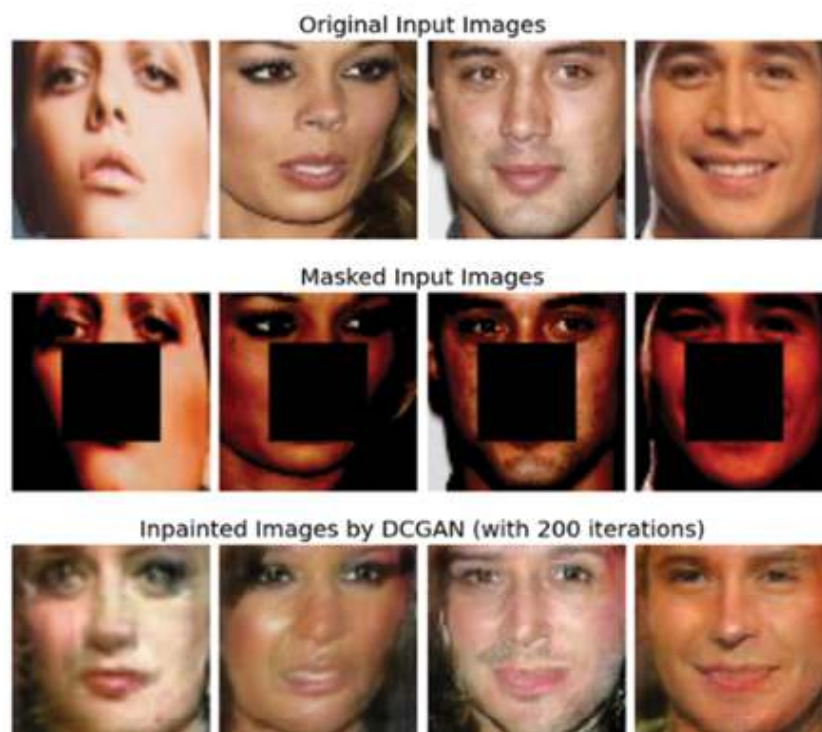 Original Input Images
Masked Input Images
Inpainted Images by DCGAN (with 200 iterations)